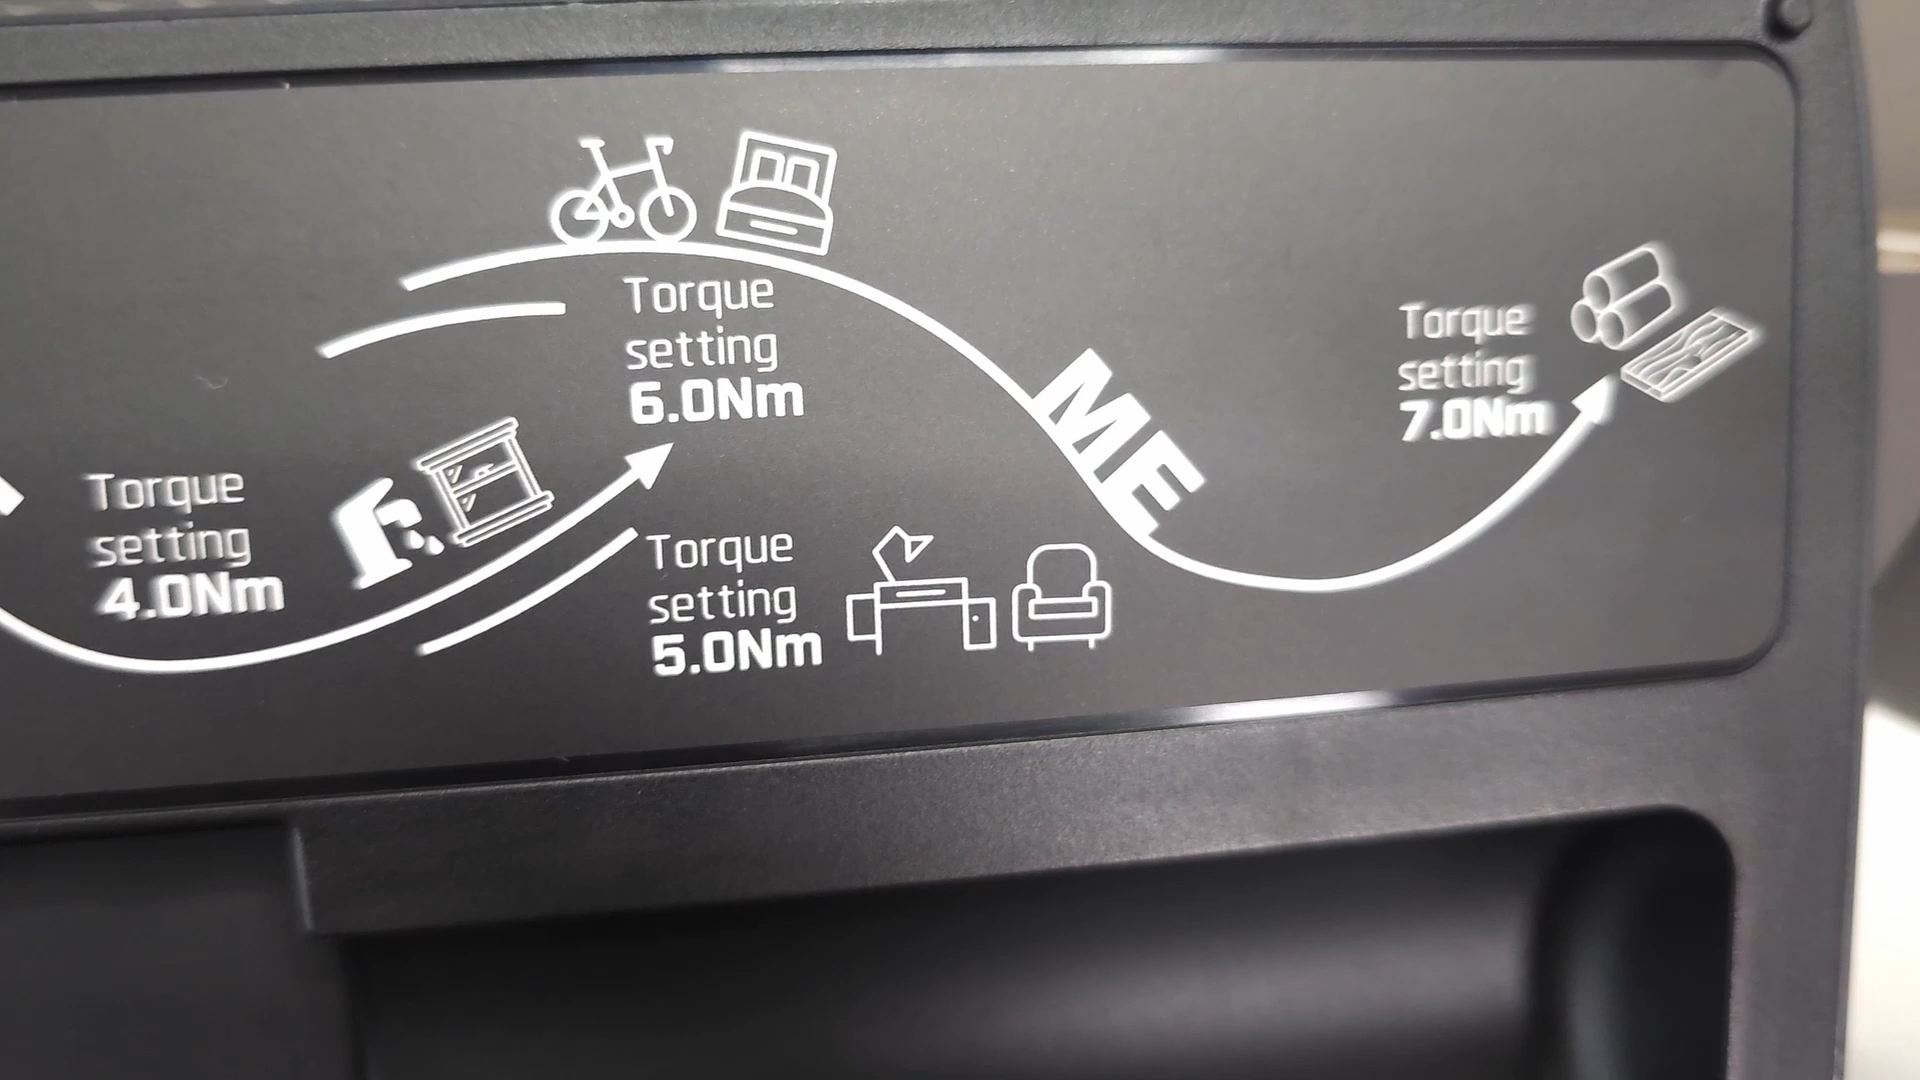 Torque
setting
4.0Nm
Torque
setting
6.0Nm
Torque
setting
5.0Nm
ME
Torque
setting
7.0Nm